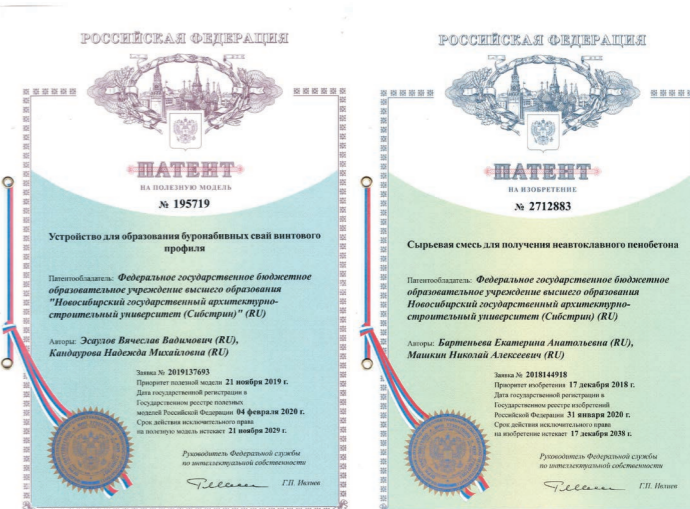 РОССИЙСКАЯ ФЕДЕРАЦИЯ
ПАТЕНТ
НА ПОЛЕЗНУЮ МОДЕЛЬ
№ 195719
Устройство для образования буронабивных свай винтового
профиля
Патентообладатель: Федеральное государственное бюджетное
образовательное учреждение высшего образования
"Новосибирский государственный архитектурно-
строительный университет (Сибстрин)" (RU)
Авторы: Эсаулов Вячеслав Вадимович (RU),
Кандаурова Надежда Михайловна (RU)
Заявка № 2019137693
Приоритет полезной модели 21 ноября 2019 г.
Дата государственной регистрации в
Государственном реестре полезных
моделей Российской Федерации 04 февраля 2020 г.
Срок действия исключительного права
на полезную модель истекает 21 ноября 2029 г.
Руководитель Федеральной службы
по интеллектуальной собственности
Г.П. Ивлиев
РОССИЙСКАЯ ФЕДЕРАЦИЯ
ПАТЕНТ
НА ИЗОБРЕТЕНИЕ
№ 2712883
Сырьевая смесь для получения неавтоклавного пенобетона
Патентообладатель: Федеральное государственное бюджетное
образовательное учреждение высшего образования
Новосибирский государственный архитектурно-
строительный университет (Сибстрин) (RU)
Авторы: Бартеньева Екатерина Анатольевна (RU),
Машкин Николай Алексеевич (RU)
Заявка № 2018144918
Приоритет изобретения 17 декабря 2018 г.
Дата государственной регистрации в
Государственном реестре изобретений
Российской Федерации 31 января 2020 г.
Срок действия исключительного права
на изобретение истекает 17 декабря 2038 г.
Руководитель Федеральной службы
по интеллектуальной собственности
Г.П. Ивлиев